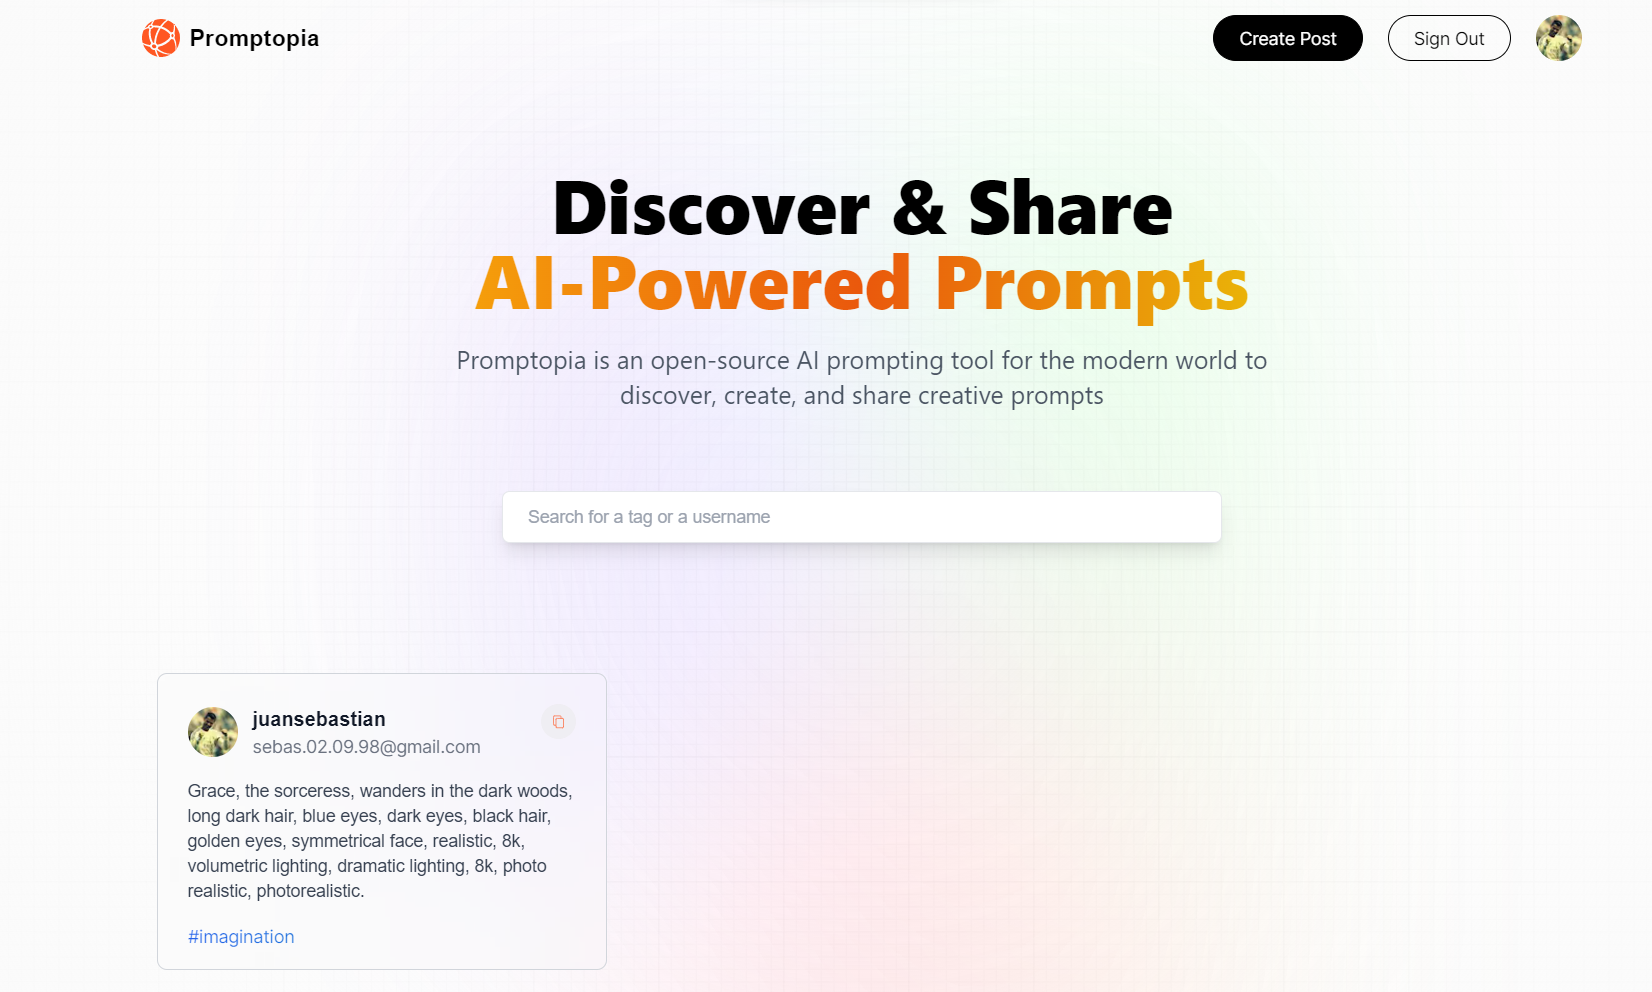 Promptopia
Create Post
Sign Out
Discover & Share
AI-Powered Prompts
Promptopia is an open-source AI prompting tool for the modern world to
discover, create, and share creative prompts
Search for a tag or a username
juansebastian
sebas.02.09.98@gmail.com
Grace, the sorceress, wanders in the dark woods,
long dark hair, blue eyes, dark eyes, black hair,
golden eyes, symmetrical face, realistic, 8k,
volumetric lighting, dramatic lighting, 8k, photo
realistic, photorealistic.
#imagination